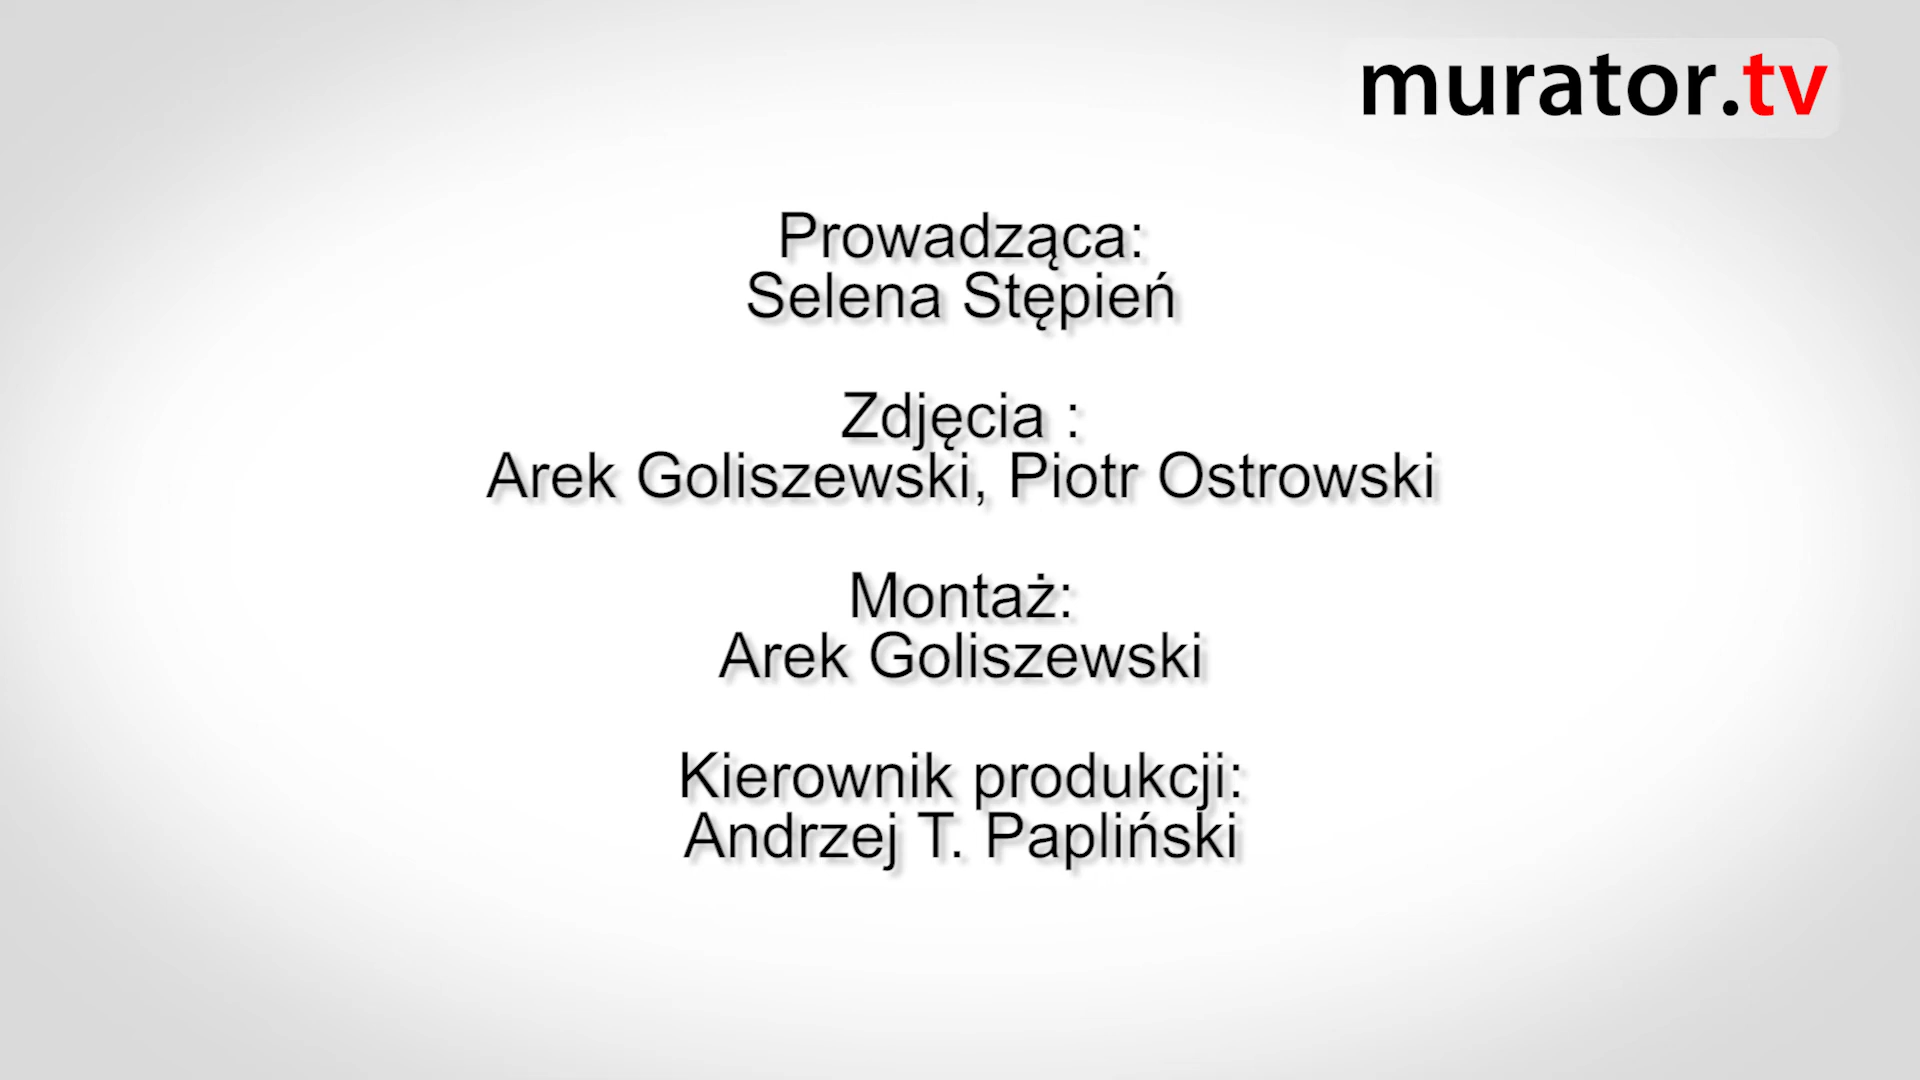 murator.tv
Prowadząca:
Selena Stępień
Zdjęcia :
Arek Goliszewski, Piotr Ostrowski
Montaż:
Arek Goliszewski
Kierownik produkcji:
Andrzej T. Papliński